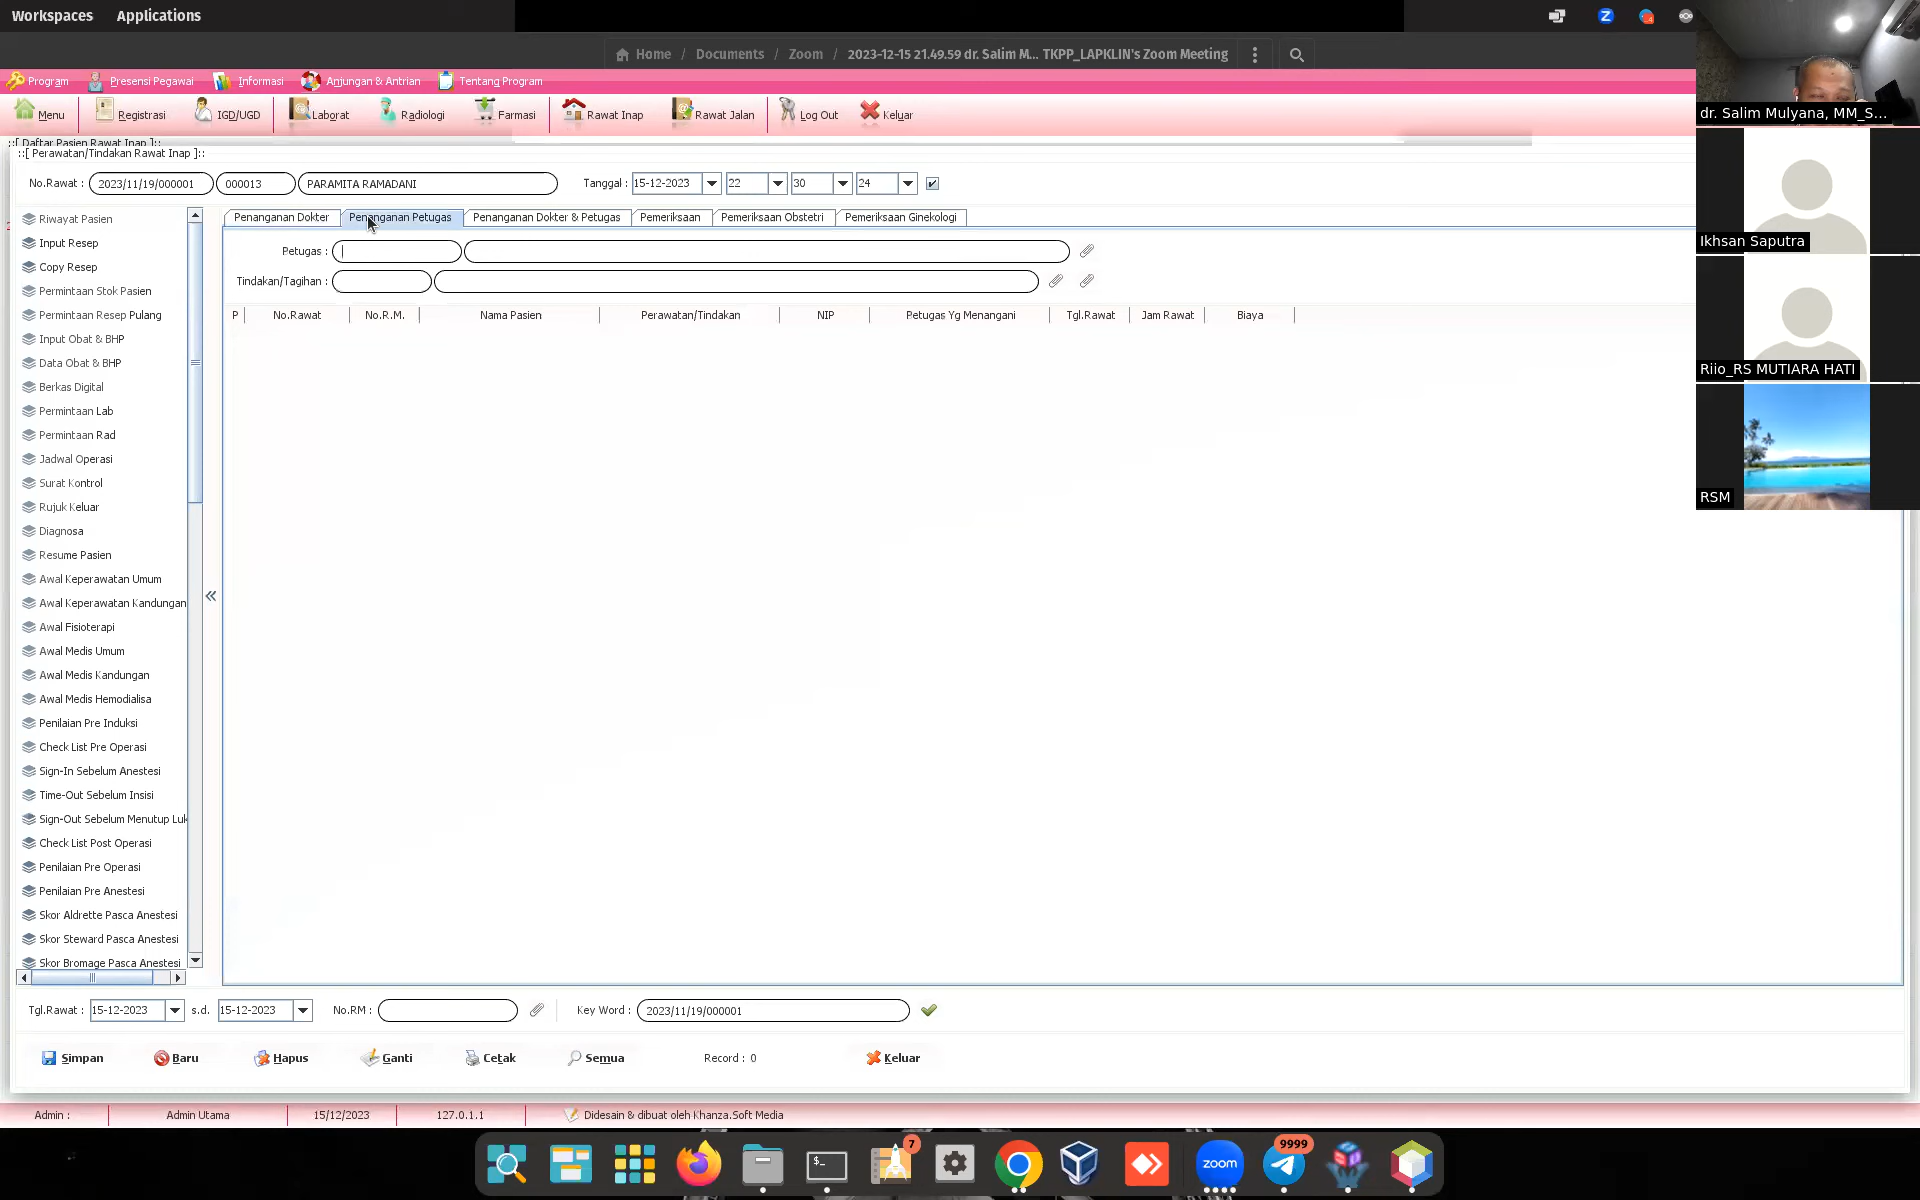 Workspaces Applications
Home / Documents / Zoom / 2023-12-15 21.49.59 dr. Salim M... TKPP_LAPKLIN's Zoom Meeting
Program Presensi Pegawai Informasi Anjungan & Antrian Tentang Program
Menu Registrasi IGD/UGD Laborat Radiologi Farmasi Rawat Inap Rawat Jalan Log Out Keluar
dr. Salim Mulyana, MM_S...
::[ Daftar Pasien Rawat Inap ]::
::[ Perawatan/Tindakan Rawat Inap ]::
No.Rawat : 2023/11/19/000001 000013 PARAMITA RAMADANI Tanggal : 15-12-2023 22 30 24
Penanganan Dokter Penanganan Petugas Penanganan Dokter & Petugas Pemeriksaan Pemeriksaan Obstetri Pemeriksaan Ginekologi
Petugas :
Tindakan/Tagihan :
P No.Rawat No.R.M. Nama Pasien Perawatan/Tindakan NIP Petugas Yg Menangani Tgl.Rawat Jam Rawat Biaya
Riwayat Pasien
Input Resep
Copy Resep
Permintaan Stok Pasien
Permintaan Resep Pulang
Input Obat & BHP
Data Obat & BHP
Berkas Digital
Permintaan Lab
Permintaan Rad
Jadwal Operasi
Surat Kontrol
Rujuk Keluar
Diagnosa
Resume Pasien
Awal Keperawatan Umum
Awal Keperawatan Kandungan
Awal Fisioterapi
Awal Medis Umum
Awal Medis Kandungan
Awal Medis Hemodialisa
Penilaian Pre Induksi
Check List Pre Operasi
Sign-In Sebelum Anestesi
Time-Out Sebelum Insisi
Sign-Out Sebelum Menutup Luk
Check List Post Operasi
Penilaian Pre Operasi
Penilaian Pre Anestesi
Skor Aldrette Pasca Anestesi
Skor Steward Pasca Anestesi
Skor Bromage Pasca Anestesi
Ikhsan Saputra
Riio_RS MUTIARA HATI
RSM
Tgl.Rawat : 15-12-2023 s.d. 15-12-2023 No.RM : Key Word : 2023/11/19/000001
Simpan Baru Hapus Ganti Cetak Semua Record : 0 Keluar
Admin : Admin Utama 15/12/2023 127.0.1.1 Didesain & dibuat oleh Khanza.Soft Media
7
9999
zoom